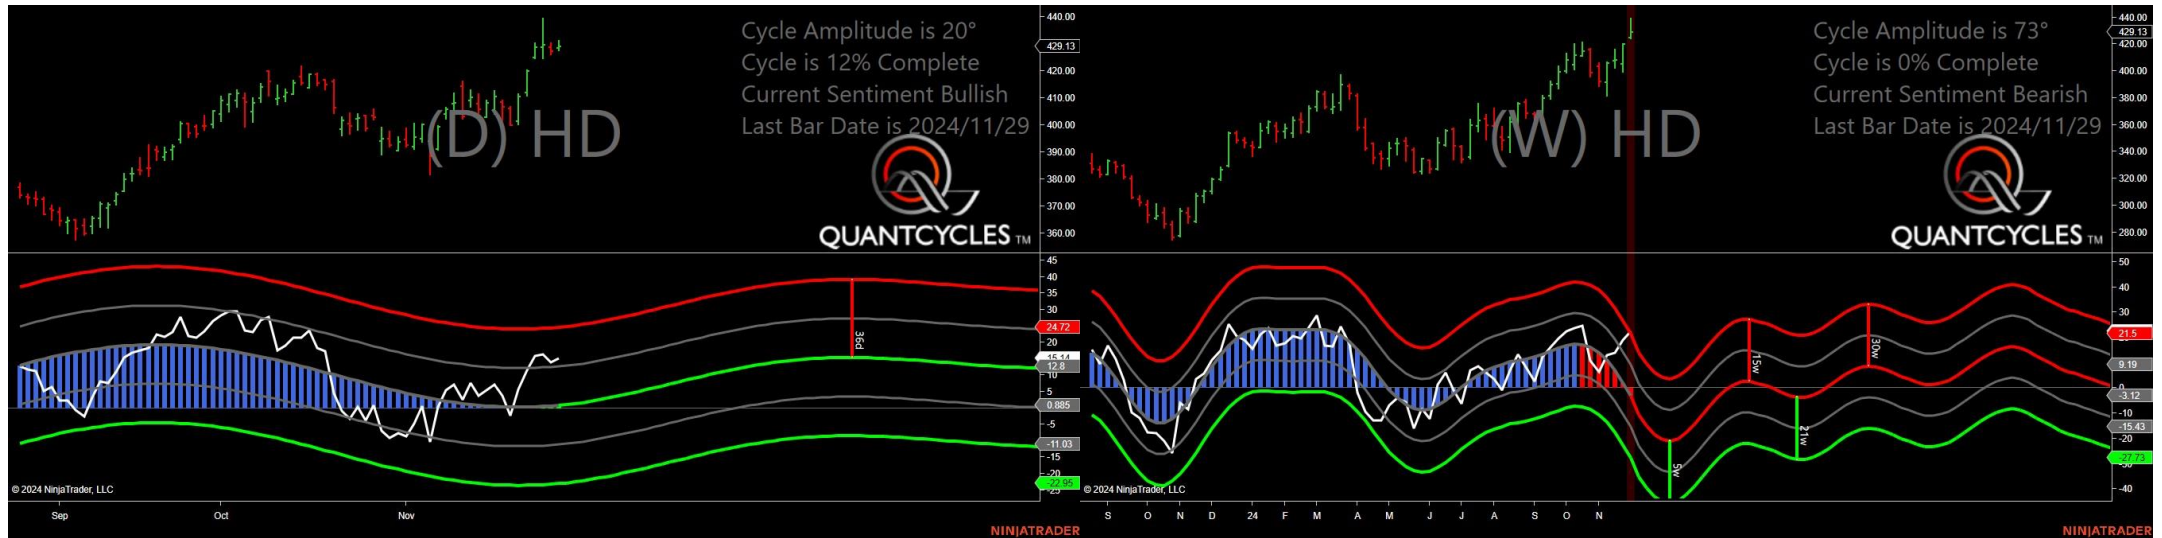 Cycle Amplitude is 20°
Cycle is 12% Complete
Current Sentiment Bullish
Last Bar Date is 2024/11/29
(D) HD
QUANTCYCLES TM
440.00
429.13
420.00
410.00
400.00
390.00
380.00
370.00
360.00
45
40
35
30
24.72
20
15.14
12.8
10
5
0.885
-5
-11.03
-15
-20
-22.95
-25
36d
© 2024 NinjaTrader, LLC
Sep Oct Nov
NINJATRADER
Cycle Amplitude is 73°
Cycle is 0% Complete
Current Sentiment Bearish
Last Bar Date is 2024/11/29
(W) HD
QUANTCYCLES TM
440.00
429.13
420.00
400.00
380.00
360.00
340.00
320.00
300.00
280.00
50
40
30
21.5
9.19
0
-3.12
-10
-15.43
-20
-27.73
-30
-40
15w
30w
21w
5w
© 2024 NinjaTrader, LLC
S O N D 24 F M A M J J A S O N
NINJATRADER